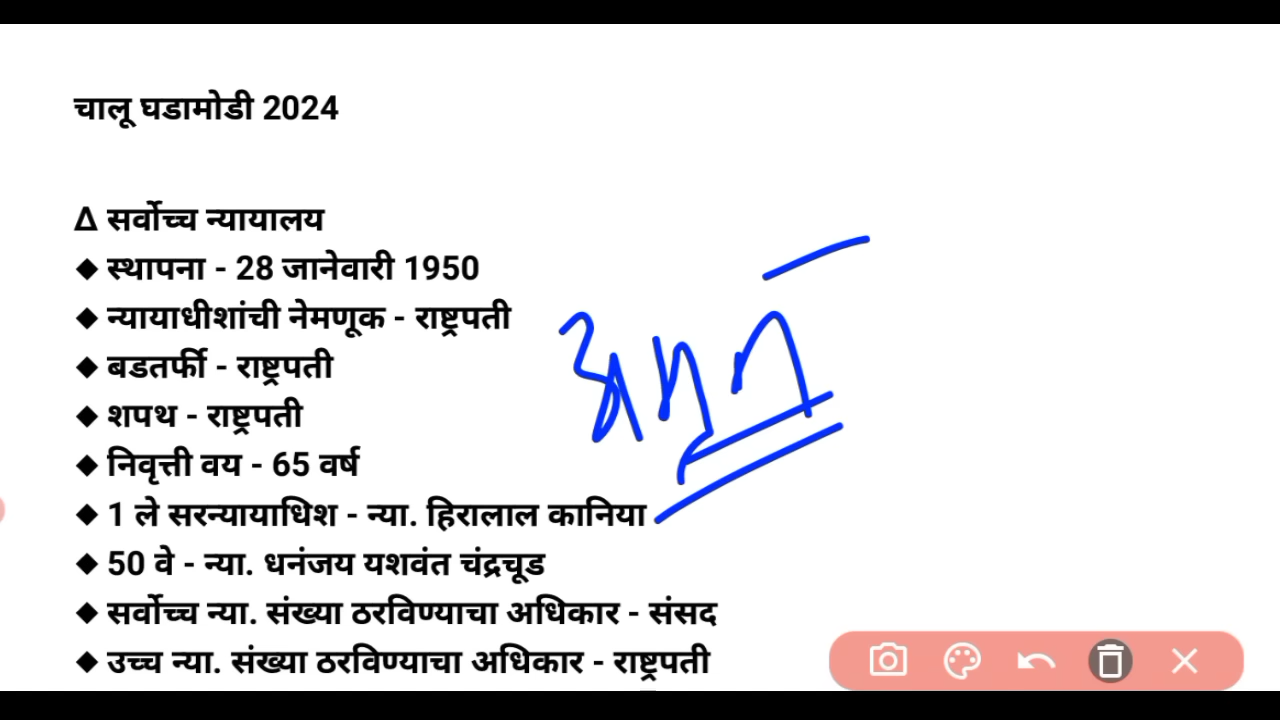 चालू घडामोडी 2024
∆ सर्वोच्च न्यायालय
◆ स्थापना - 28 जानेवारी 1950
◆ न्यायाधीशांची नेमणूक - राष्ट्रपती
◆ बडतर्फी - राष्ट्रपती
◆ शपथ - राष्ट्रपती
◆ निवृत्ती वय - 65 वर्ष
◆ 1 ले सरन्यायाधिश - न्या. हिरालाल कानिया
◆ 50 वे - न्या. धनंजय यशवंत चंद्रचूड
◆ सर्वोच्च न्या. संख्या ठरविण्याचा अधिकार - संसद
◆ उच्च न्या. संख्या ठरविण्याचा अधिकार - राष्ट्रपती